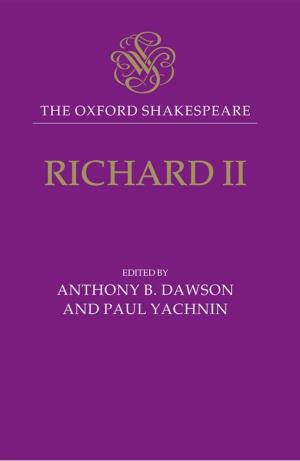 THE OXFORD SHAKESPEARE
RICHARD II
EDITED BY
ANTHONY B. DAWSON
AND PAUL YACHNIN